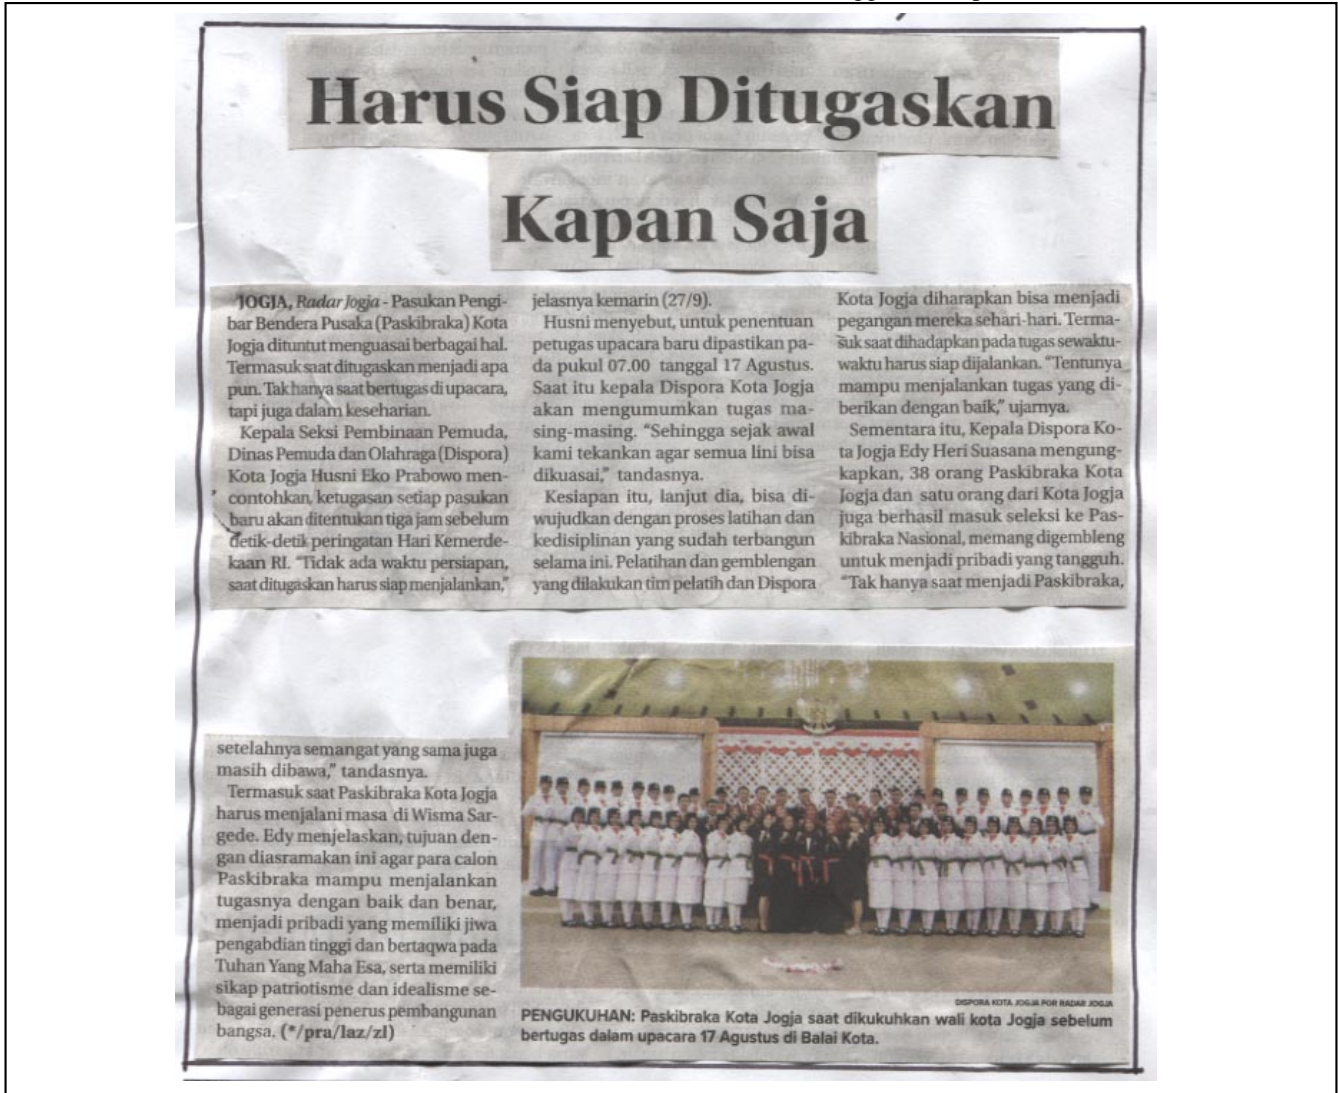 Harus Siap Ditugaskan
Kapan Saja
JOGJA, Radar Jogja - Pasukan Pengi-
bar Bendera Pusaka (Paskibraka) Kota
Jogja dituntut menguasai berbagai hal.
Termasuk saat ditugaskan menjadi apa
pun. Tak hanya saat bertugas di upacara,
tapi juga dalam keseharian.
Kepala Seksi Pembinaan Pemuda,
Dinas Pemuda dan Olahraga (Dispora)
Kota Jogja Husni Eko Prabowo men-
contohkan, ketugasan setiap pasukan
baru akan ditentukan tiga jam sebelum
detik-detik peringatan Hari Kemerde-
kaan RI. “Tidak ada waktu persiapan,
saat ditugaskan harus siap menjalankan,”
jelasnya kemarin (27/9).
Husni menyebut, untuk penentuan
petugas upacara baru dipastikan pa-
da pukul 07.00 tanggal 17 Agustus.
Saat itu kepala Dispora Kota Jogja
akan mengumumkan tugas ma-
sing-masing. “Sehingga sejak awal
kami tekankan agar semua lini bisa
dikuasai,” tandasnya.
Kesiapan itu, lanjut dia, bisa di-
wujudkan dengan proses latihan dan
kedisiplinan yang sudah terbangun
selama ini. Pelatihan dan gemblengan
yang dilakukan tim pelatih dan Dispora
Kota Jogja diharapkan bisa menjadi
pegangan mereka sehari-hari. Terma-
suk saat dihadapkan pada tugas sewaktu-
waktu harus siap dijalankan. “Tentunya
mampu menjalankan tugas yang di-
berikan dengan baik,” ujarnya.
Sementara itu, Kepala Dispora Ko-
ta Jogja Edy Heri Suasana mengung-
kapkan, 38 orang Paskibraka Kota
Jogja dan satu orang dari Kota Jogja
juga berhasil masuk seleksi ke Pas-
kibraka Nasional, memang digembleng
untuk menjadi pribadi yang tangguh.
“Tak hanya saat menjadi Paskibraka,
setelahnya semangat yang sama juga
masih dibawa,” tandasnya.
Termasuk saat Paskibraka Kota Jogja
harus menjalani masa di Wisma Sar-
gede. Edy menjelaskan, tujuan den-
gan diasramakan ini agar para calon
Paskibraka mampu menjalankan
tugasnya dengan baik dan benar,
menjadi pribadi yang memiliki jiwa
pengabdian tinggi dan bertaqwa pada
Tuhan Yang Maha Esa, serta memiliki
sikap patriotisme dan idealisme se-
bagai generasi penerus pembangunan
bangsa. (*/pra/laz/zl)
DISPORA KOTA JOGJA FOR RADAR JOGJA
PENGUKUHAN: Paskibraka Kota Jogja saat dikukuhkan wali kota Jogja sebelum
bertugas dalam upacara 17 Agustus di Balai Kota.